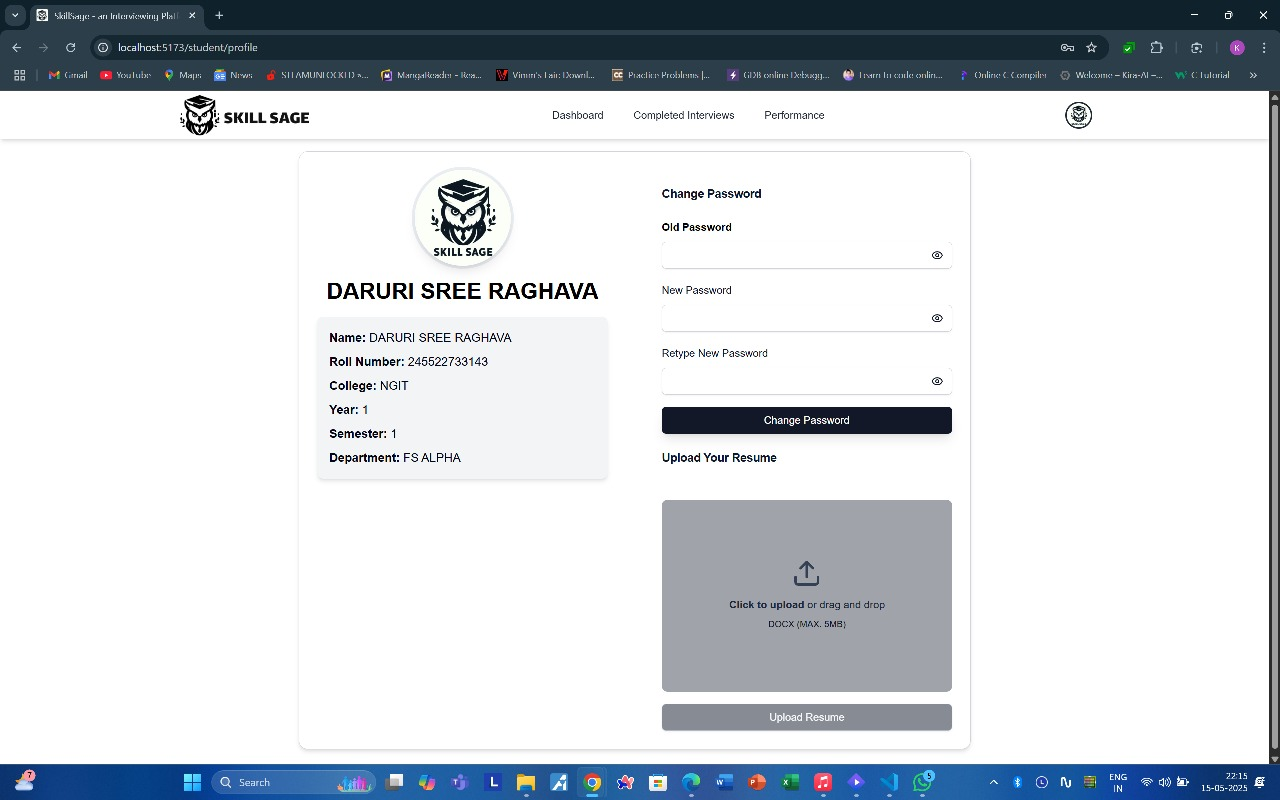 SkillSage - an Interviewing Platf
localhost:5173/student/profile
Gmail
YouTube
Maps
News
STEAMUNLOCKED »...
MangaReader - Rea...
Vimm's Lair: Downl...
Practice Problems |...
GDB online Debugg...
Learn to code onlin...
Online C Compiler
Welcome – Kira-AI –...
C Tutorial
K
SKILL SAGE
Dashboard
Completed Interviews
Performance
SKILL SAGE
DARURI SREE RAGHAVA
Name: DARURI SREE RAGHAVA
Roll Number: 245522733143
College: NGIT
Year: 1
Semester: 1
Department: FS ALPHA
Change Password
Old Password
New Password
Retype New Password
Change Password
Upload Your Resume
Click to upload or drag and drop
DOCX (MAX. 5MB)
Upload Resume
7
Search
5
ENG
IN
22:15
15-05-2025